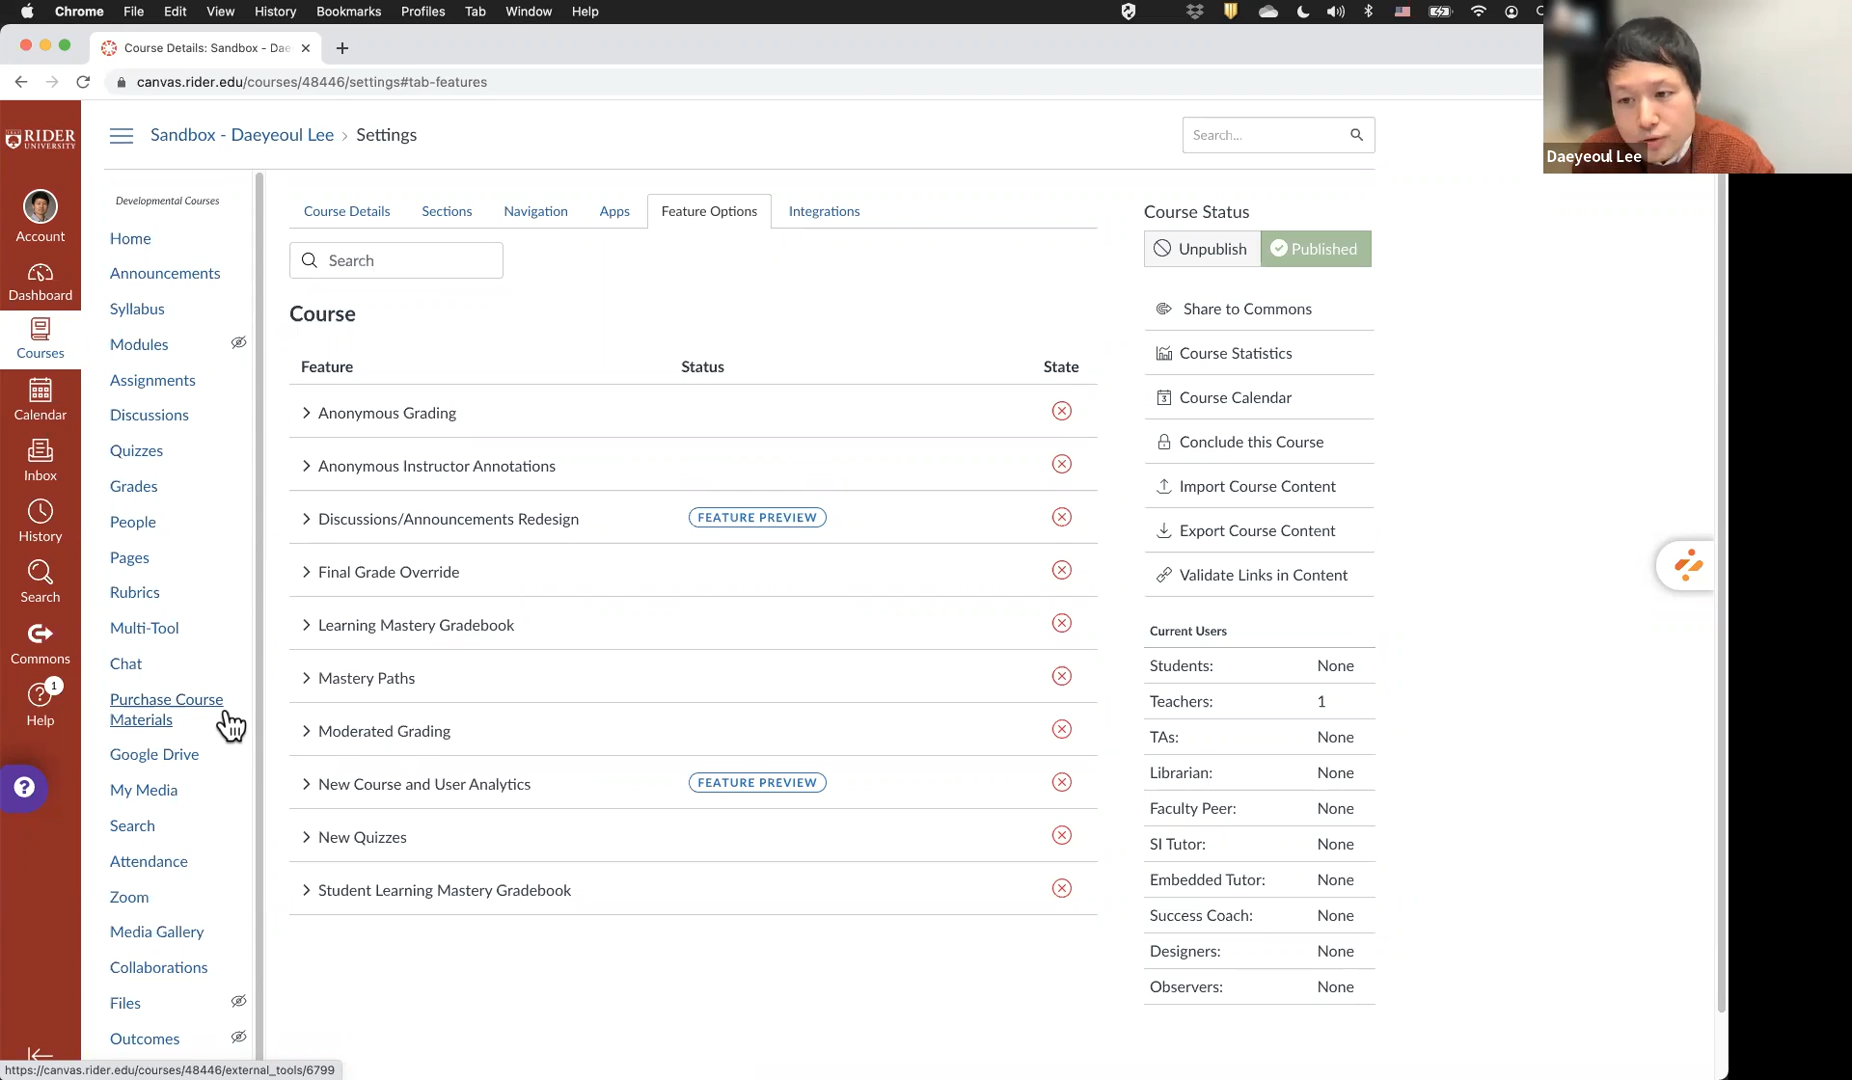 Chrome File Edit View History Bookmarks Profiles Tab Window Help
Course Details: Sandbox - Dae
canvas.rider.edu/courses/48446/settings#tab-features
Daeyeoul Lee
RIDER
UNIVERSITY
Account
Dashboard
Courses
Calendar
Inbox
History
Search
Commons
1
Help
?
Sandbox - Daeyeoul Lee > Settings
Search...
Developmental Courses
Home
Announcements
Syllabus
Modules
Assignments
Discussions
Quizzes
Grades
People
Pages
Rubrics
Multi-Tool
Chat
Purchase Course
Materials
Google Drive
My Media
Search
Attendance
Zoom
Media Gallery
Collaborations
Files
Outcomes
Course Details Sections Navigation Apps Feature Options Integrations
Search
Course
Feature Status State
Anonymous Grading
Anonymous Instructor Annotations
Discussions/Announcements Redesign FEATURE PREVIEW
Final Grade Override
Learning Mastery Gradebook
Mastery Paths
Moderated Grading
New Course and User Analytics FEATURE PREVIEW
New Quizzes
Student Learning Mastery Gradebook
Course Status
Unpublish Published
Share to Commons
Course Statistics
Course Calendar
Conclude this Course
Import Course Content
Export Course Content
Validate Links in Content
Current Users
Students: None
Teachers: 1
TAs: None
Librarian: None
Faculty Peer: None
SI Tutor: None
Embedded Tutor: None
Success Coach: None
Designers: None
Observers: None
https://canvas.rider.edu/courses/48446/external_tools/6799